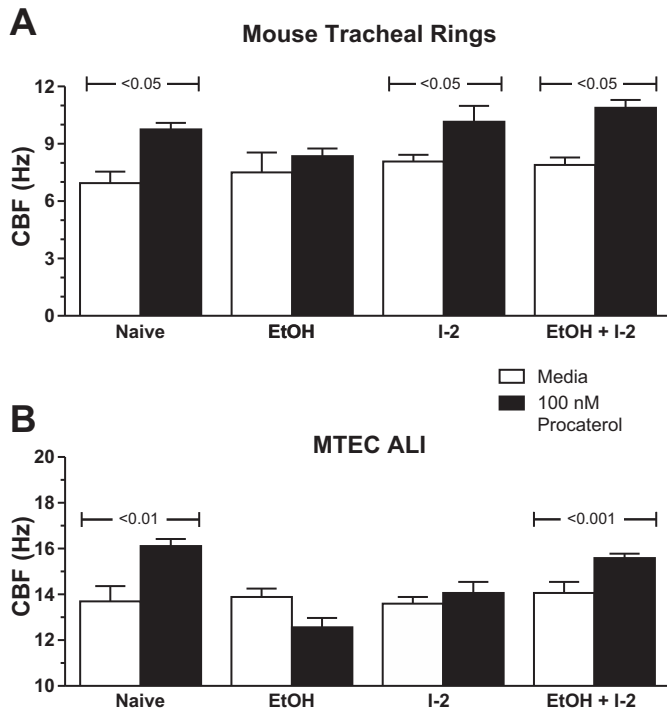 A
Mouse Tracheal Rings
<0.05 <0.05 <0.05
12
9
6
3
0
CBF (Hz)
Naive EtOH I-2 EtOH + I-2
Media
100 nM
Procaterol
B
MTEC ALI
20
18
16
14
12
10
CBF (Hz)
<0.01 <0.001
Naive EtOH I-2 EtOH + I-2